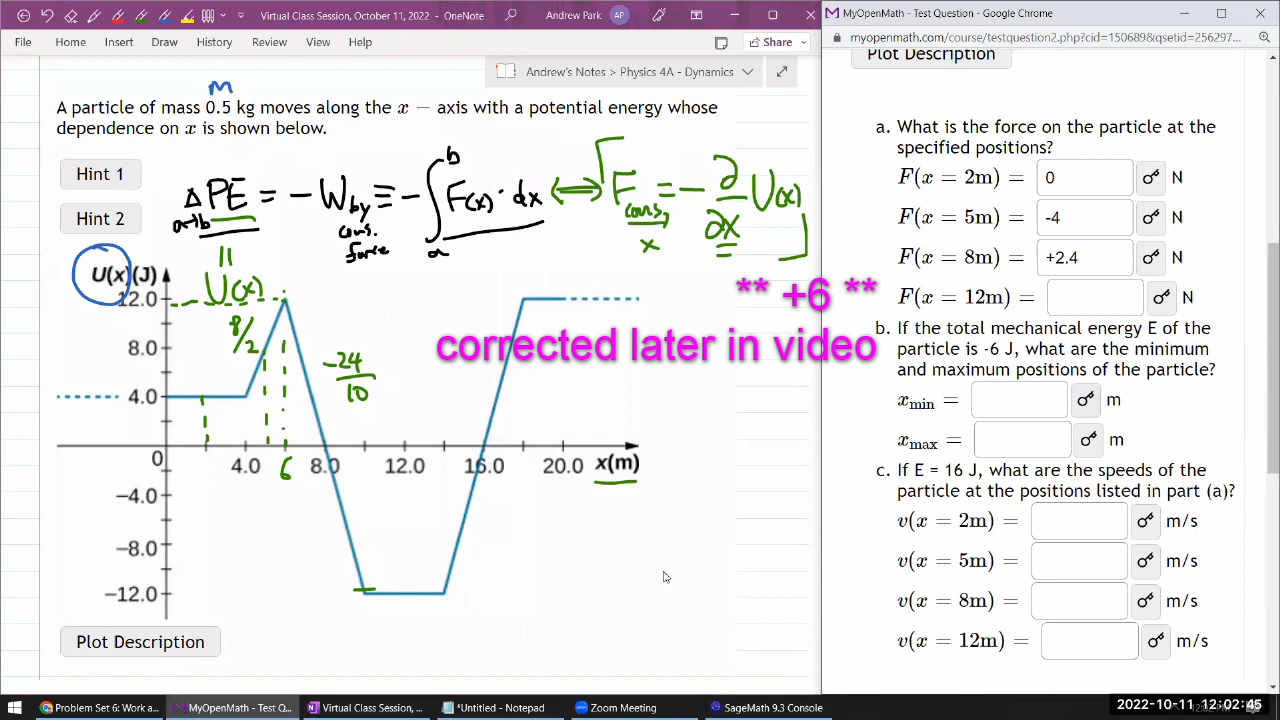 Virtual Class Session, October 11, 2022 - OneNote
Andrew Park
AP
File Home Insert Draw History Review View Help
Share
Andrew's Notes > Physics 4A - Dynamics
M
A particle of mass 0.5 kg moves along the x − axis with a potential energy whose
dependence on x is shown below.
Hint 1
Hint 2
Δ PE = − W by ≡ − ∫ F(x) · dx ⟺ F = − ∂/∂x U(x)
a→b
cons. force
b
a
cons,
x
||
U(x)
U(x)(J)
12.0
8.0
4.0
0
−4.0
−8.0
−12.0
8/2
-24
10
6
4.0 8.0 12.0 16.0 20.0 x(m)
Plot Description
** +6 **
corrected later in video
MyOpenMath - Test Question - Google Chrome
myopenmath.com/course/testquestion2.php?cid=150689&qsetid=256297...
Plot Description
a. What is the force on the particle at the
specified positions?
F(x = 2m) = 0 N
F(x = 5m) = -4 N
F(x = 8m) = +2.4 N
F(x = 12m) = N
b. If the total mechanical energy E of the
particle is -6 J, what are the minimum
and maximum positions of the particle?
xmin = m
xmax = m
c. If E = 16 J, what are the speeds of the
particle at the positions listed in part (a)?
v(x = 2m) = m/s
v(x = 5m) = m/s
v(x = 8m) = m/s
v(x = 12m) = m/s
Problem Set 6: Work a...
MyOpenMath - Test Q...
Virtual Class Session, ...
*Untitled - Notepad
Zoom Meeting
SageMath 9.3 Console
2022-10-11 12:02:45